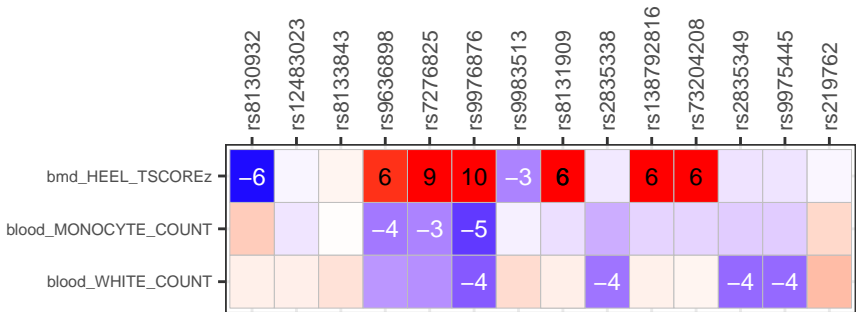 rs8130932
rs12483023
rs8133843
rs9636898
rs7276825
rs9976876
rs9983513
rs8131909
rs2835338
rs138792816
rs73204208
rs2835349
rs9975445
rs219762
bmd_HEEL_TSCOREz −6 6 9 10 −3 6 6 6
blood_MONOCYTE_COUNT −4 −3 −5
blood_WHITE_COUNT −4 −4 −4 −4